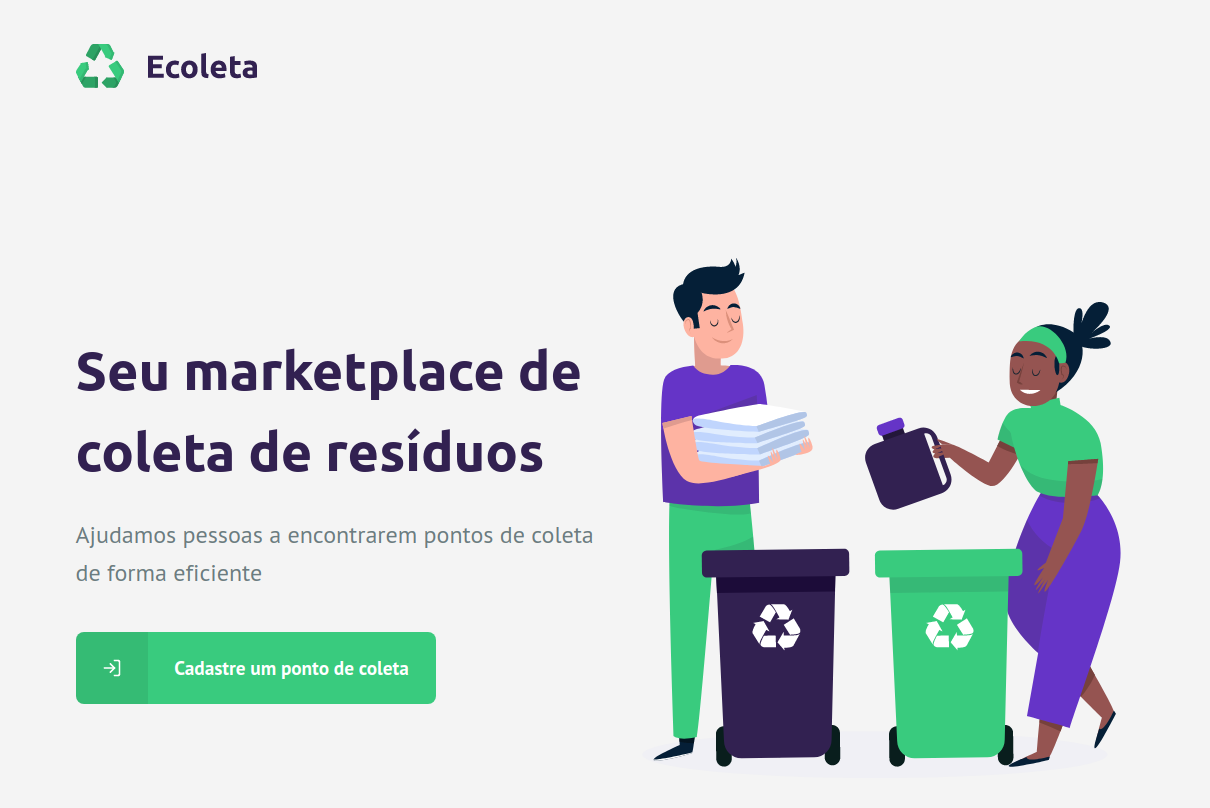 Ecoleta
Seu marketplace de
coleta de resíduos
Ajudamos pessoas a encontrarem pontos de coleta
de forma eficiente
Cadastre um ponto de coleta